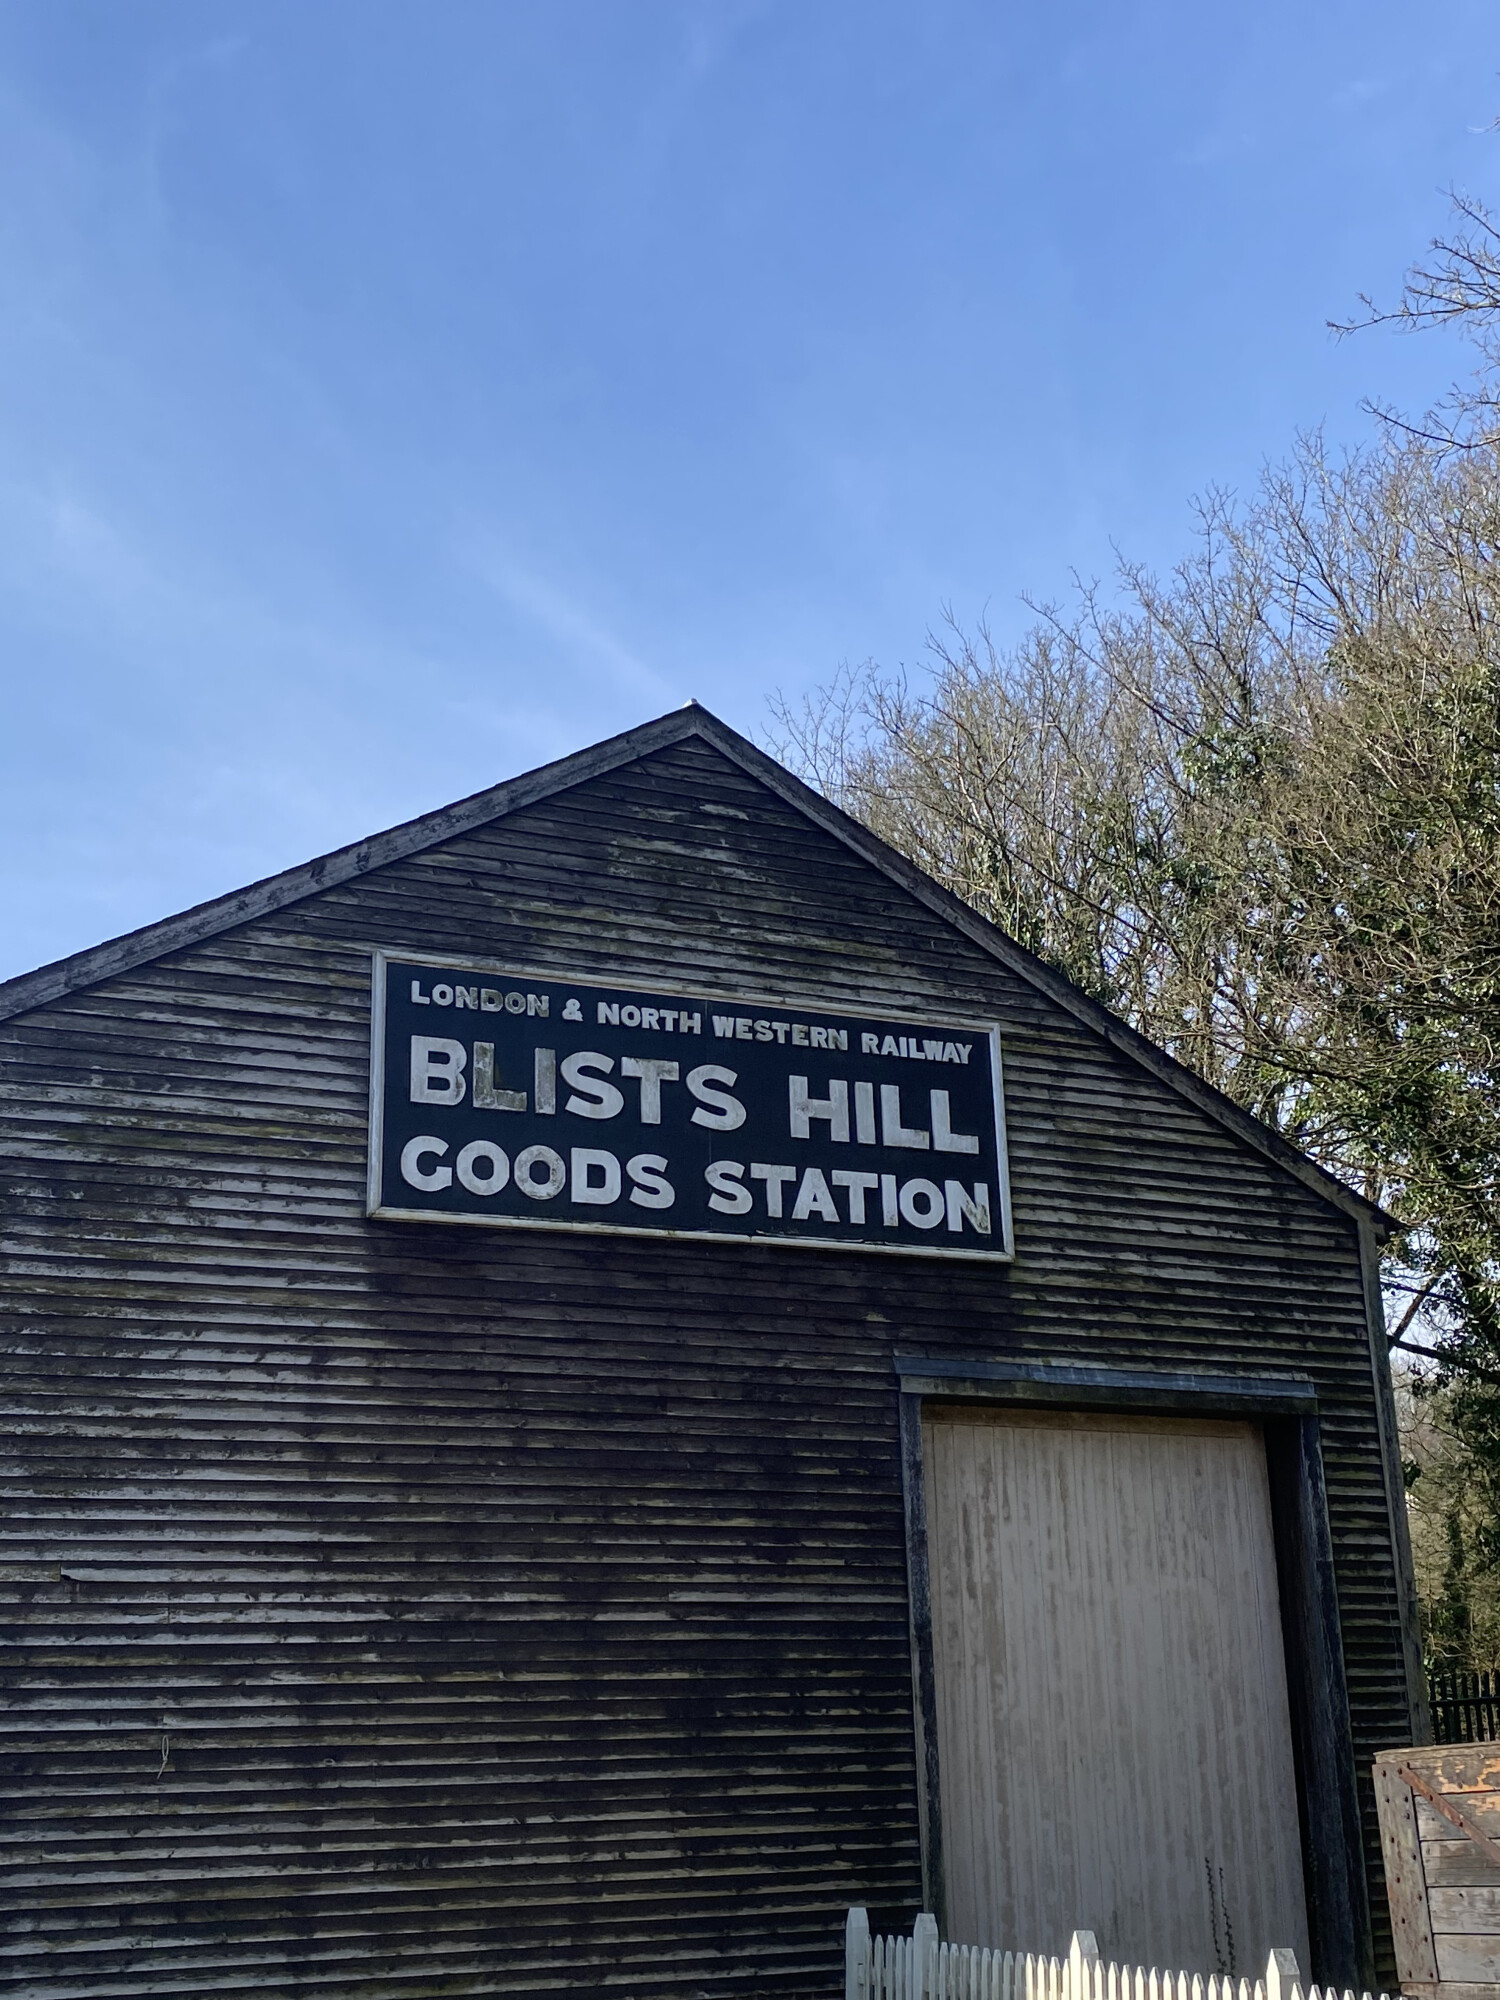 LONDON & NORTH WESTERN RAILWAY
BLISTS HILL
GOODS STATION